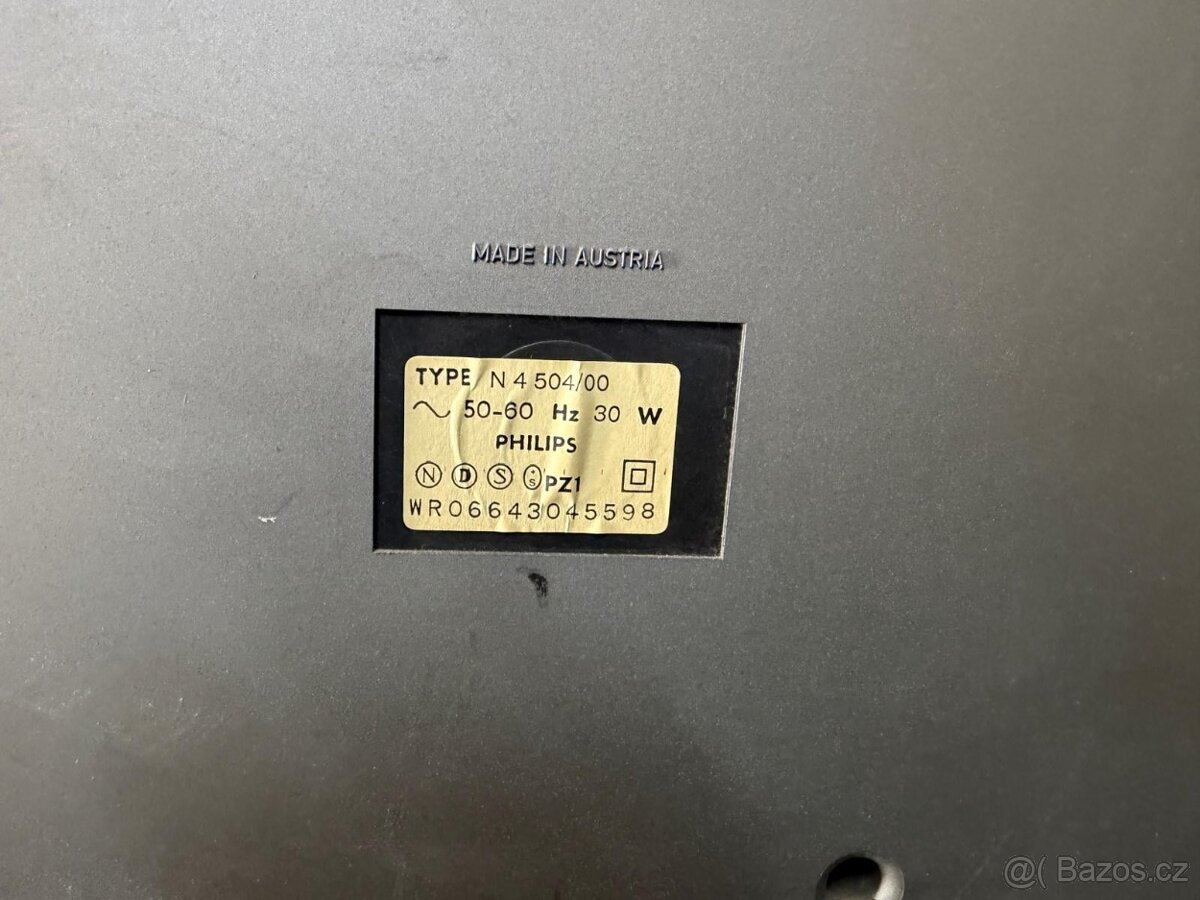 MADE IN AUSTRIA
TYPE N 4 504/00
50-60 Hz 30 W
PHILIPS
N D S S PZ1
WR06643045598
@( Bazos.cz